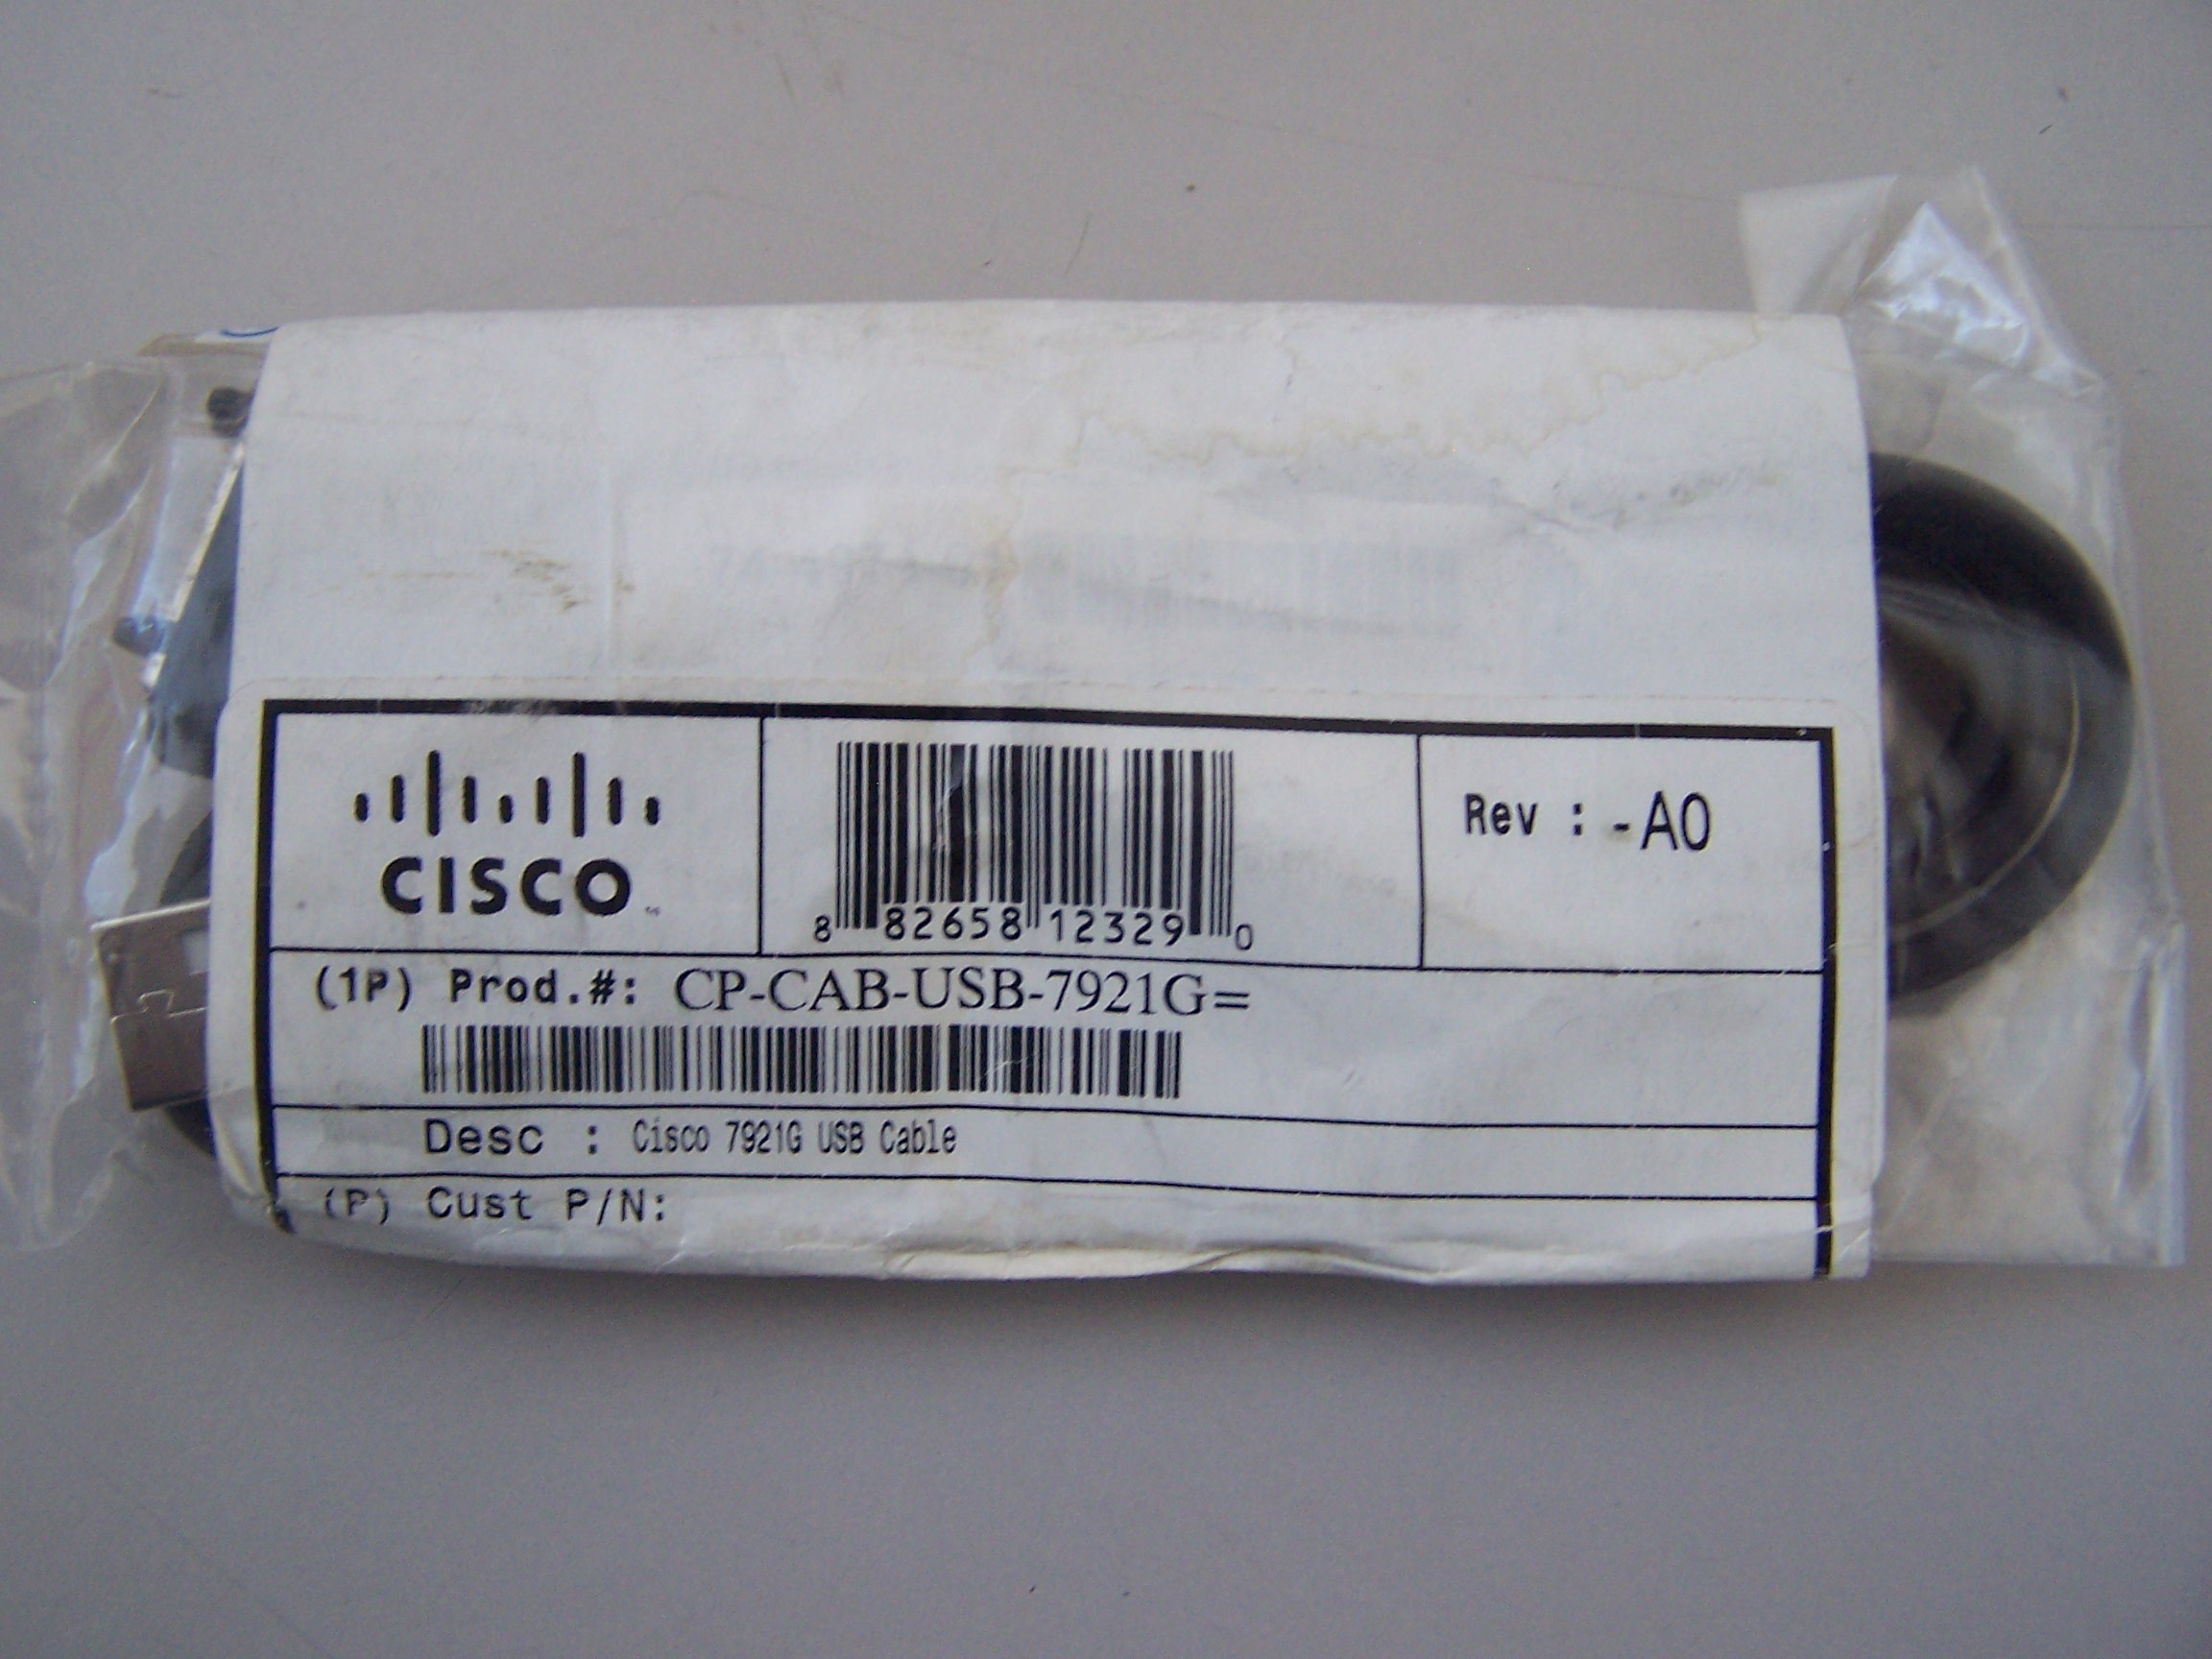 CISCO
8 82658 12329 0
Rev : -A0
(1P) Prod.#: CP-CAB-USB-7921G=
Desc : Cisco 7921G USB Cable
(P) Cust P/N: